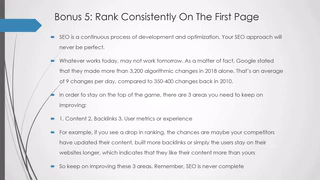 Bonus 5: Rank Consistently On The First Page
SEO is a continuous process of development and optimization. Your SEO approach will
never be perfect.
Whatever works today, may not work tomorrow. As a matter of fact, Google stated
that they made more than 3,200 algorithmic changes in 2018 alone. That's an average
of 9 changes per day, compared to 350-400 changes back in 2010.
In order to stay on the top of the game, there are 3 areas you need to keep on
improving:
1. Content 2. Backlinks 3. User metrics or experience
For example, if you see a drop in ranking, the chances are maybe your competitors
have updated their content, built more backlinks or simply the users stay on their
websites longer, which indicates that they like their content more than yours
So keep on improving these 3 areas. Remember, SEO is never complete